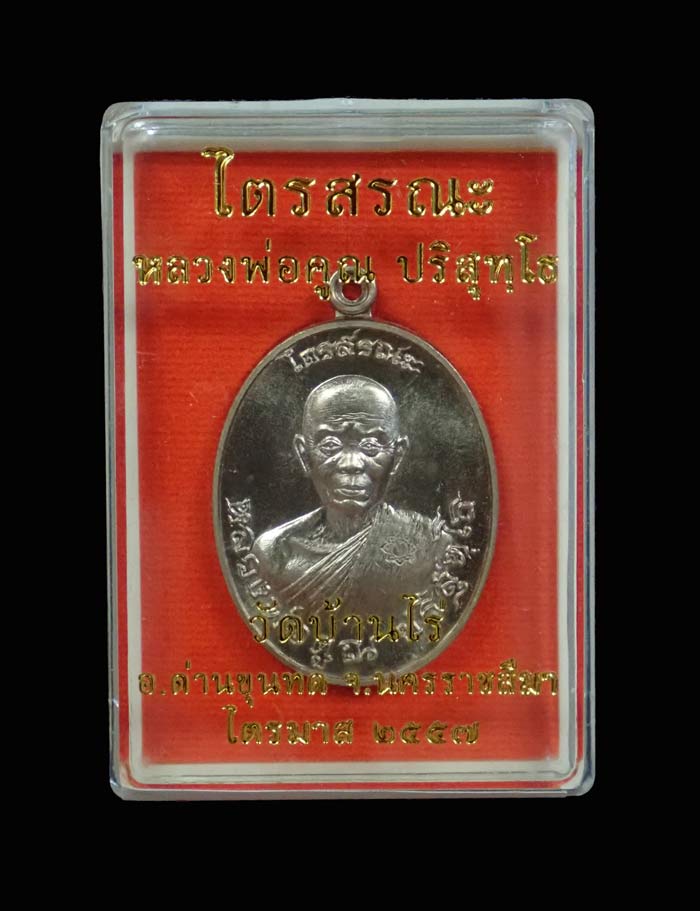 ไตรสรณะ
หลวงพ่อคูณ ปริสุทฺโธ
ไตรสรณะ
วัดบ้านไร่
อ.ด่านขุนทด จ.นครราชสีมา
ไตรมาส ๒๕๕๗